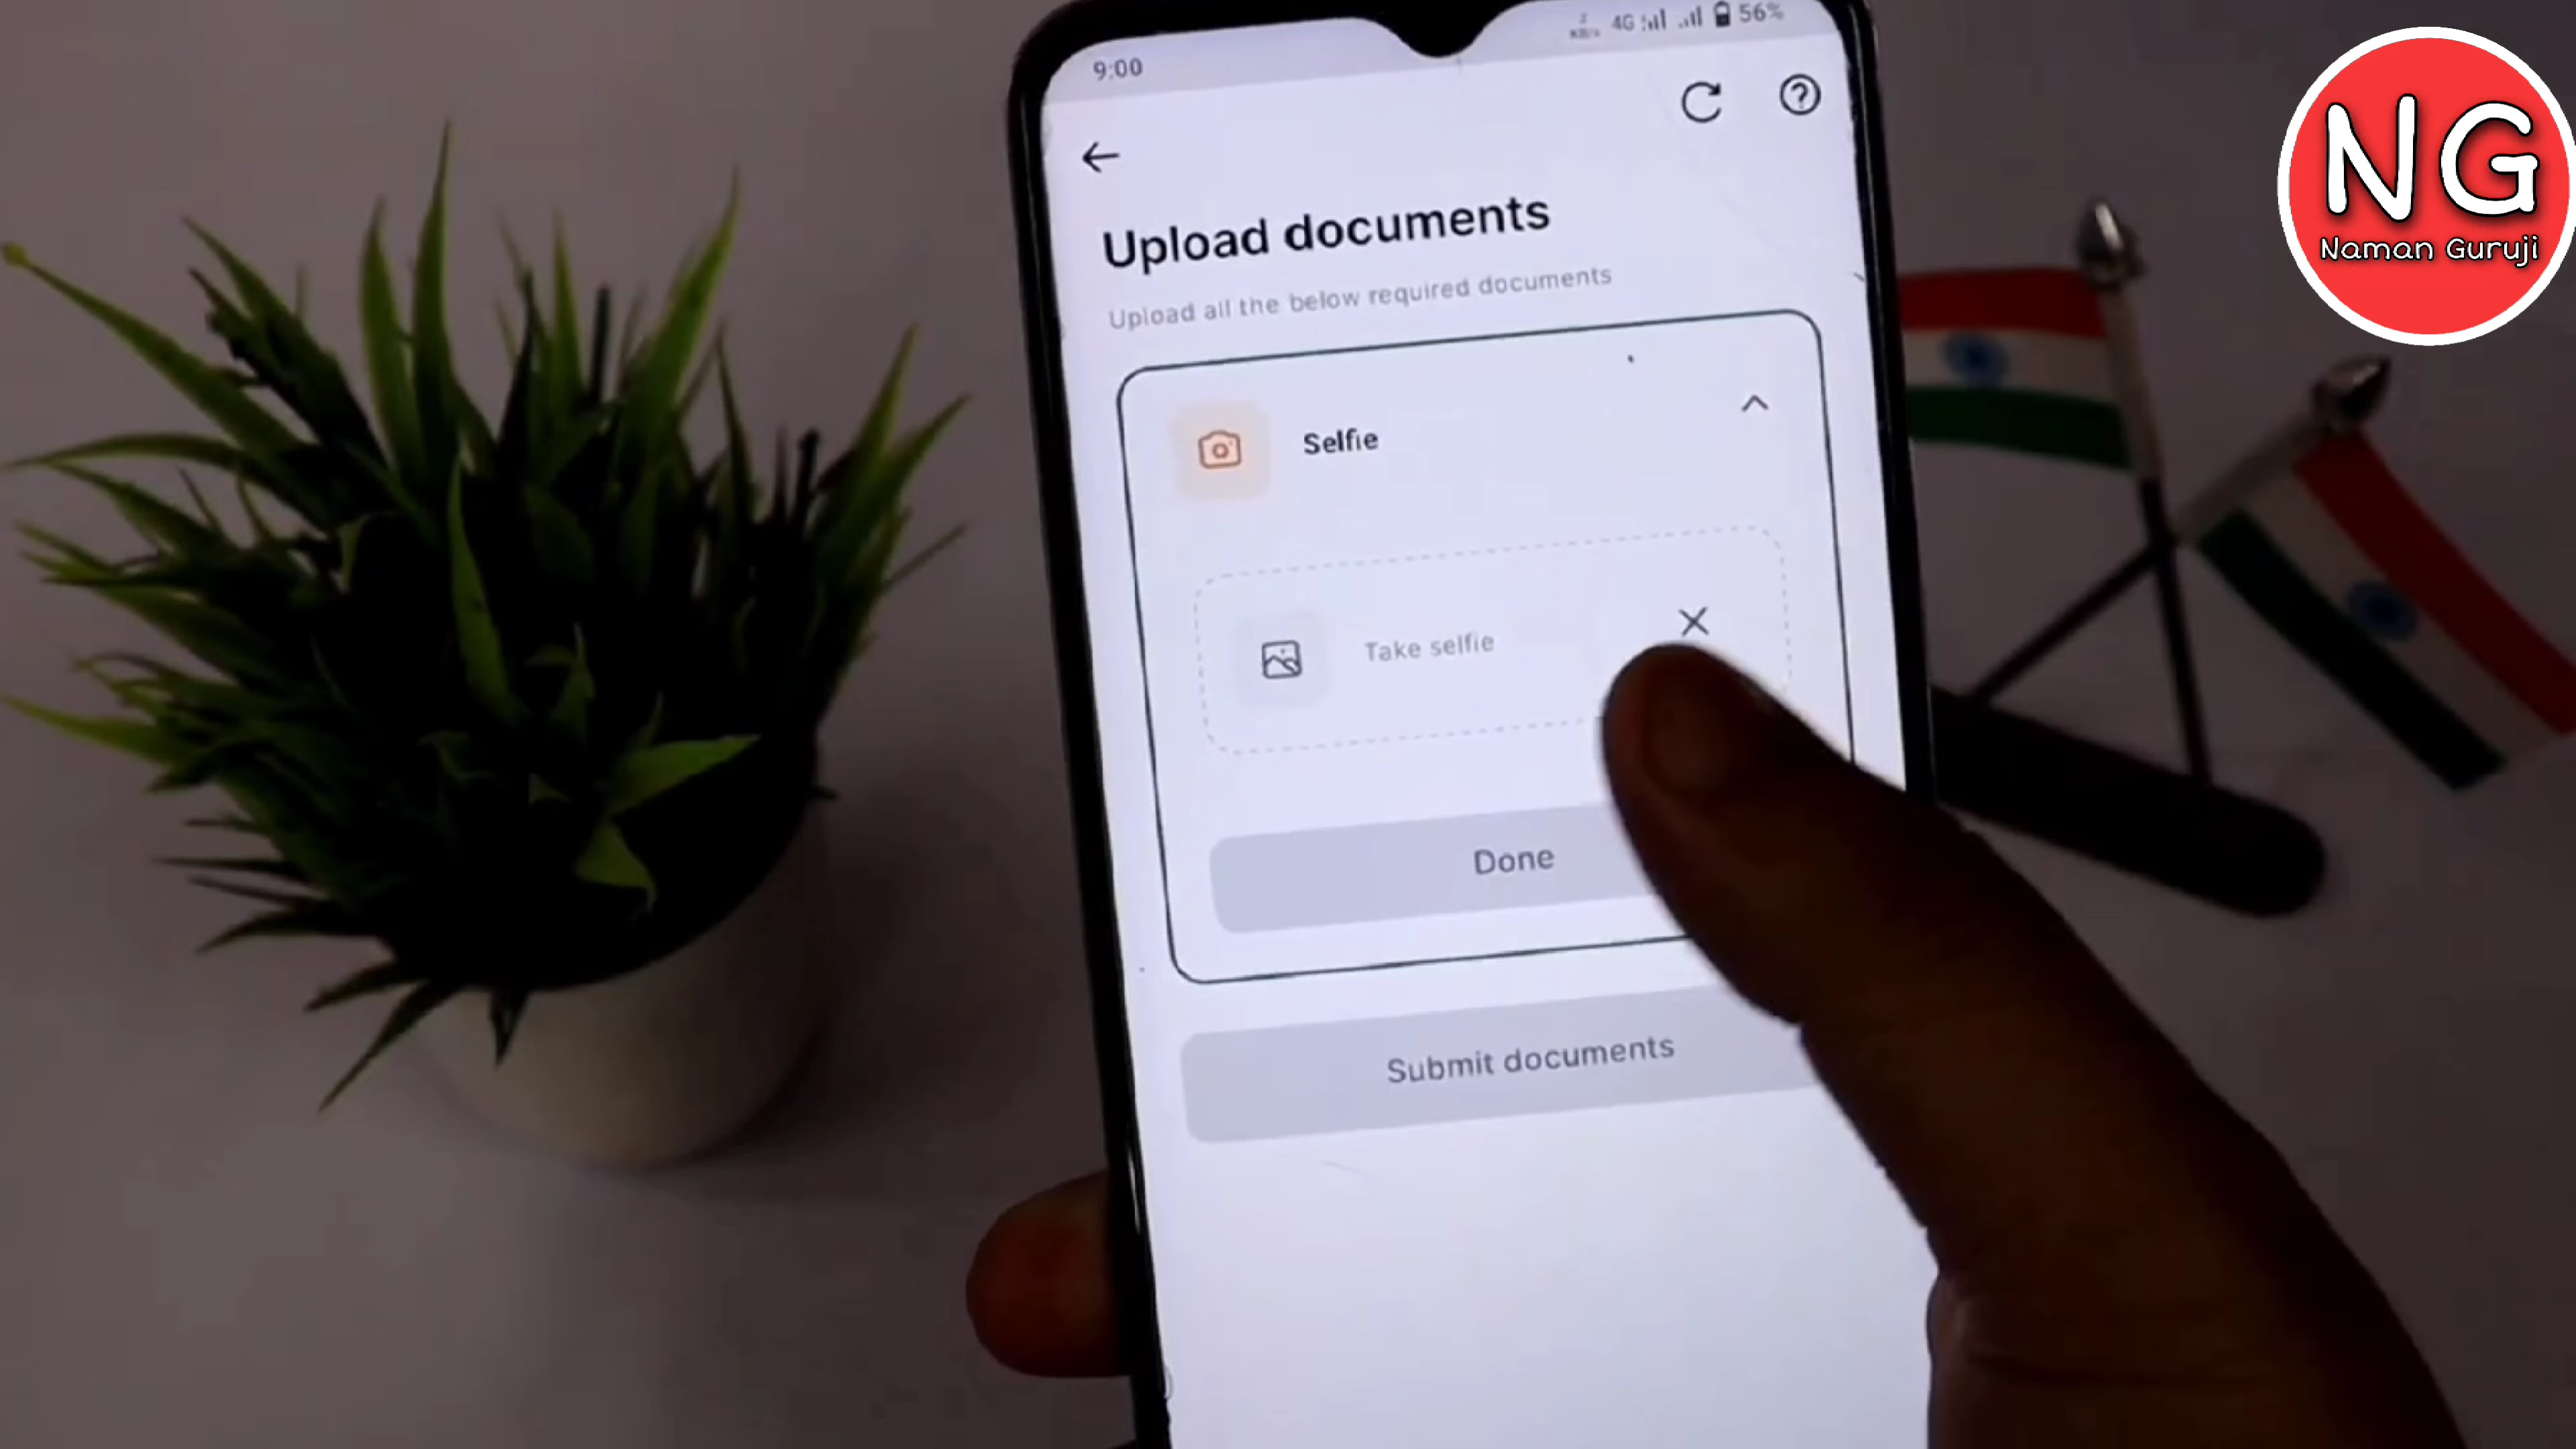 9:00
4G 56%
Upload documents
Upload all the below required documents
Selfie
Take selfie
Done
Submit documents
NG
Naman Guruji